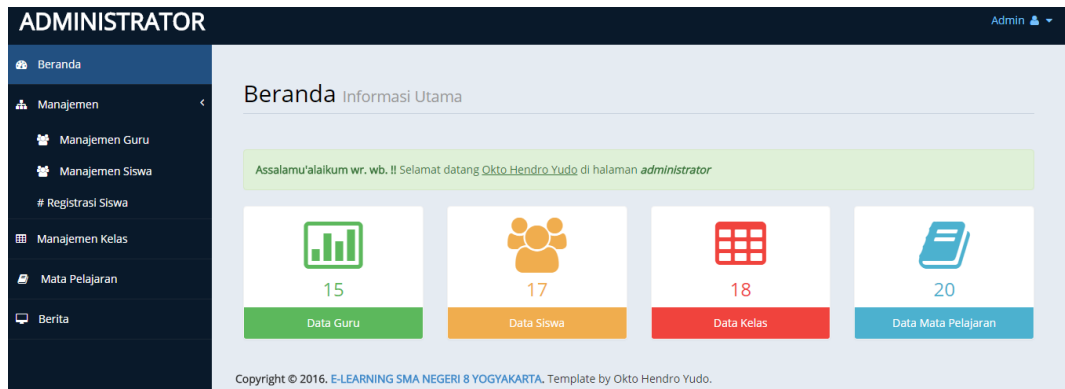 ADMINISTRATOR
Admin
Beranda
Manajemen
Manajemen Guru
Manajemen Siswa
# Registrasi Siswa
Manajemen Kelas
Mata Pelajaran
Berita
Beranda Informasi Utama
Assalamu'alaikum wr. wb. !! Selamat datang Okto Hendro Yudo di halaman administrator
15
Data Guru
17
Data Siswa
18
Data Kelas
20
Data Mata Pelajaran
Copyright © 2016. E-LEARNING SMA NEGERI 8 YOGYAKARTA. Template by Okto Hendro Yudo.